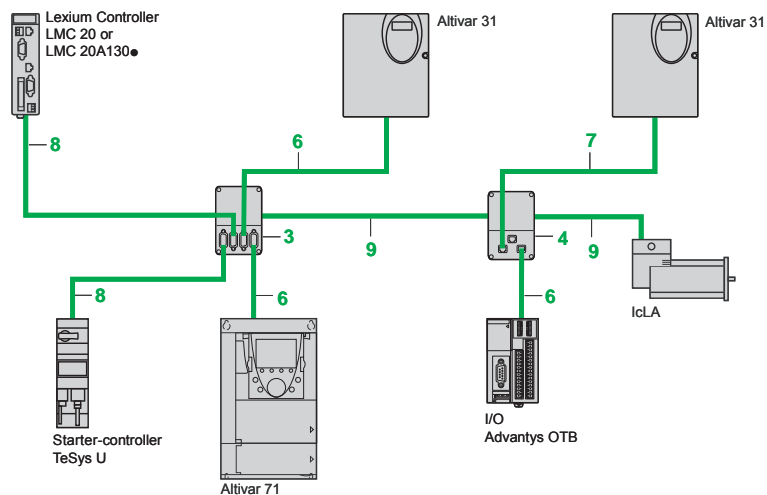 Lexium Controller
LMC 20 or
LMC 20A130●
Altivar 31
Altivar 31
8
6
7
3
9
4
9
8
6
6
IcLA
Starter-controller
TeSys U
Altivar 71
I/O
Advantys OTB